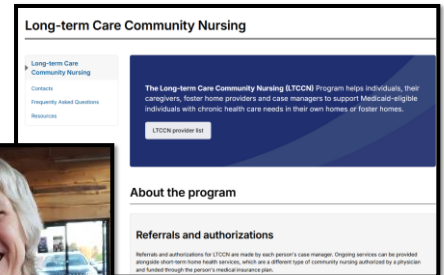 Long-term Care Community Nursing
Long-term Care
Community Nursing
Contacts
Frequently Asked Questions
Resources
The Long-term Care Community Nursing (LTCCN) Program helps individuals, their
caregivers, foster home providers and case managers to support Medicaid-eligible
individuals with chronic health care needs in their own homes or foster homes.
LTCCN provider list
About the program
Referrals and authorizations
Referrals and authorizations for LTCCN are made by each person's case manager. Ongoing services can be provided
alongside short-term home health services, which are a different type of community nursing authorized by a physician
and funded through the person's medical insurance plan.